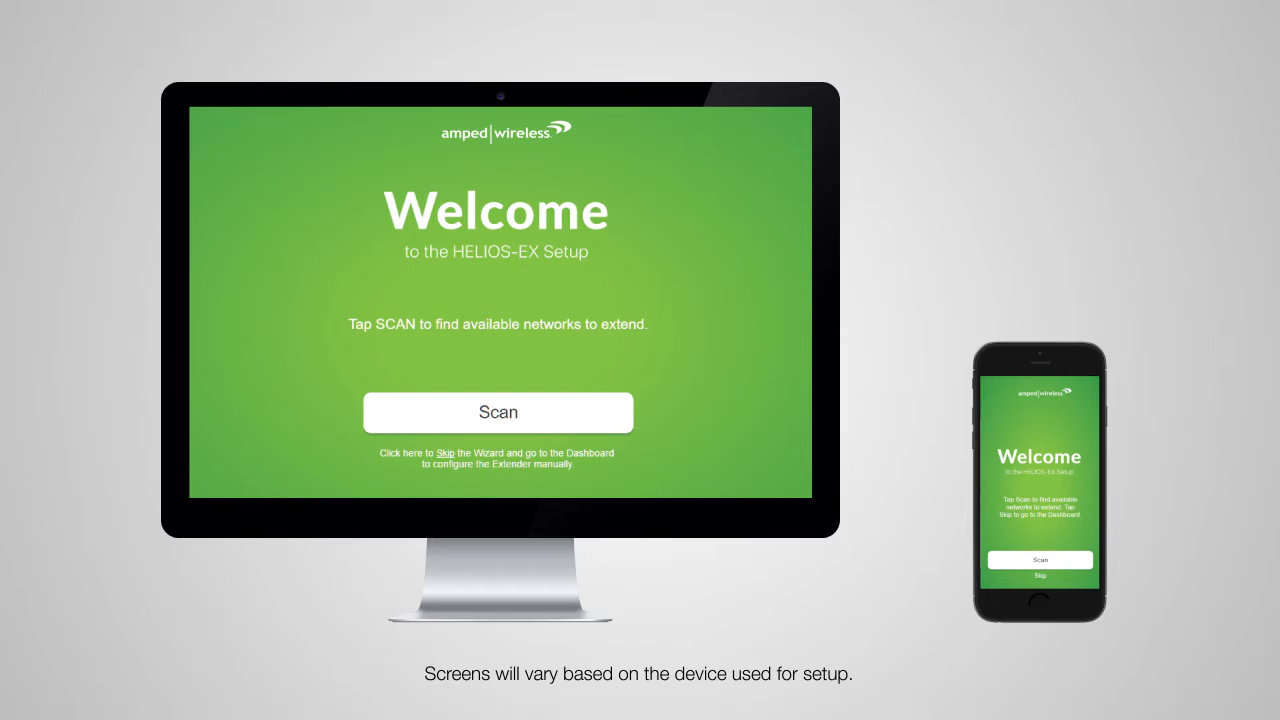 amped|wireless
Welcome
to the HELIOS-EX Setup
Tap SCAN to find available networks to extend.
Scan
Click here to Skip the Wizard and go to the Dashboard
to configure the Extender manually.
amped|wireless
Welcome
to the HELIOS-EX Setup
Tap Scan to find available
networks to extend. Tap
Skip to go to the Dashboard.
Scan
Skip
Screens will vary based on the device used for setup.